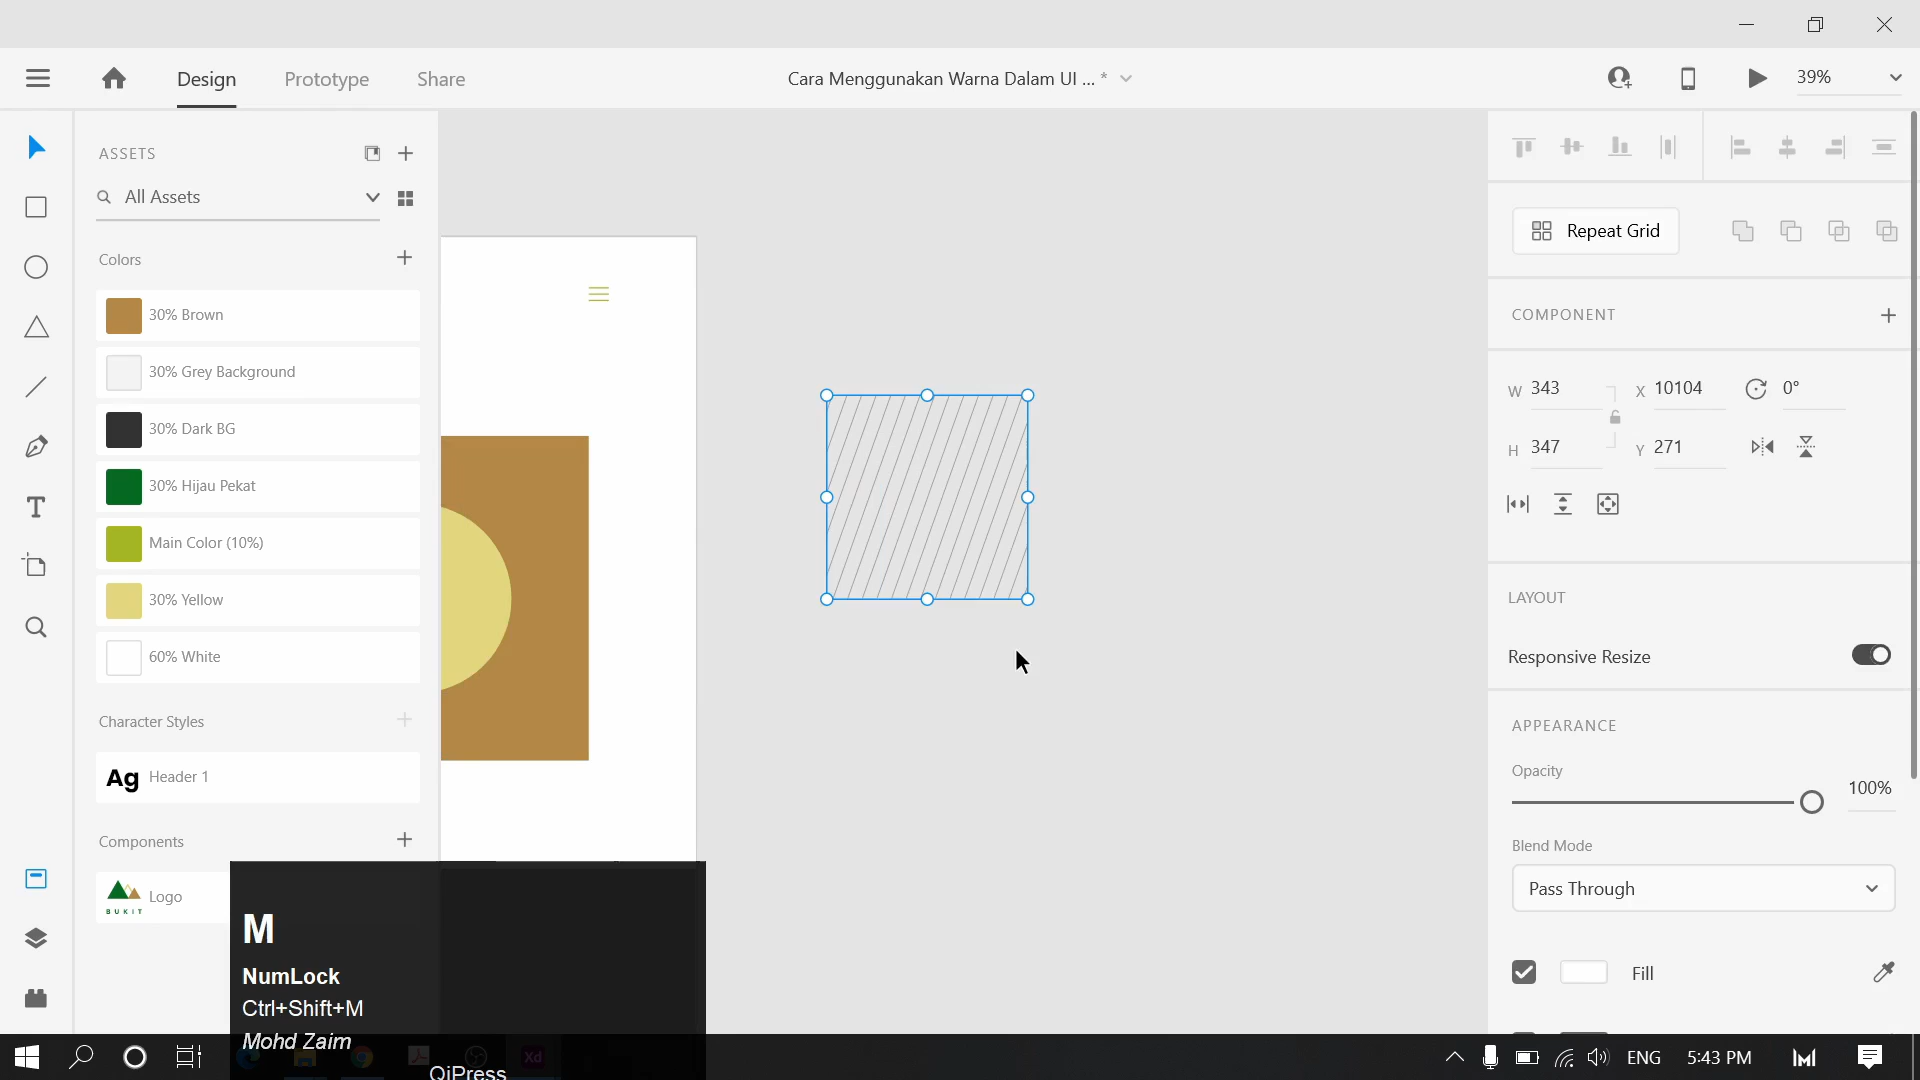 Design
Prototype
Share
Cara Menggunakan Warna Dalam UI ... *
39%
ASSETS
All Assets
Colors
30% Brown
30% Grey Background
30% Dark BG
30% Hijau Pekat
Main Color (10%)
30% Yellow
60% White
Character Styles
Ag Header 1
Components
BUKIT
Logo
Repeat Grid
COMPONENT
W 343
X 10104
0°
H 347
Y 271
LAYOUT
Responsive Resize
APPEARANCE
Opacity
100%
Blend Mode
Pass Through
Fill
M
NumLock
Ctrl+Shift+M
Mohd Zaim
QiPress
Xd
ENG
5:43 PM